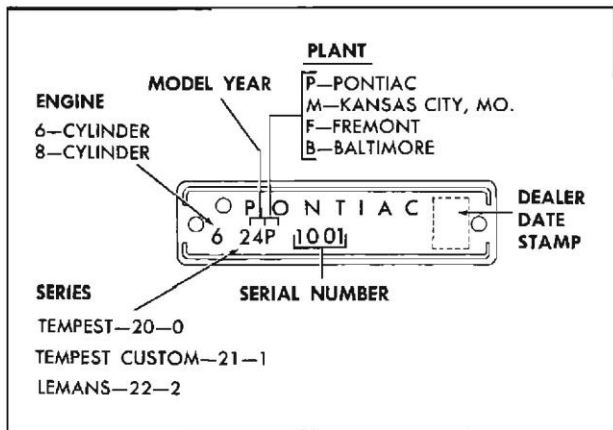 PLANT
P—PONTIAC
M—KANSAS CITY, MO.
F—FREMONT
B—BALTIMORE
MODEL YEAR
ENGINE
6—CYLINDER
8—CYLINDER
PONTIAC
6 24P 1001
DEALER
DATE
STAMP
SERIES
SERIAL NUMBER
TEMPEST—20—0
TEMPEST CUSTOM—21—1
LEMANS—22—2